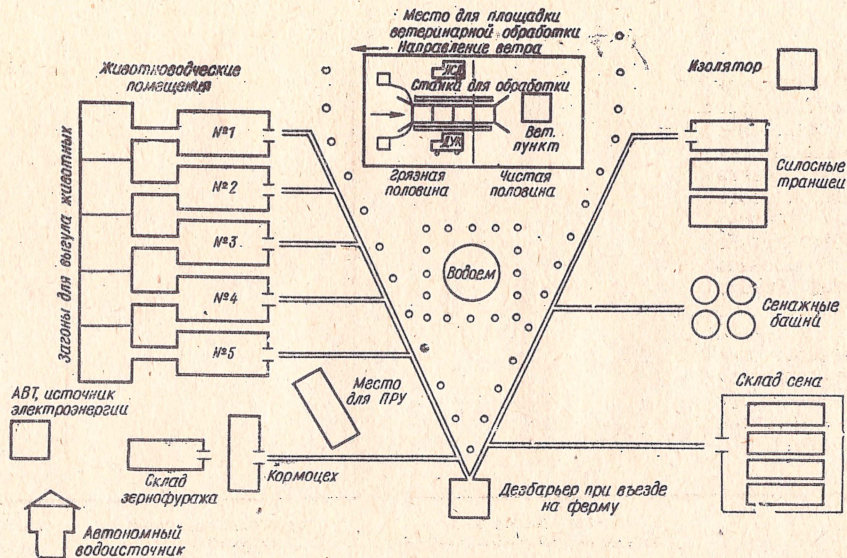 Место для площадки
ветеринарной обработки
Направление ветра
Животноводческие
помещения
Изолятор
ДУК
Станка для обработки
Вет.
пункт
ДУК
Грязная
половина
Чистая
половина
№1
№2
№3
№4
№5
Загоны для выгула животных
Водоем
Силосные
траншеи
Сенажные
башни
Место
для ПРУ
Склад сена
АВТ, источник
электроэнергии
Склад
зернофуража
Кормоцех
Дезбарьер при въезде
на ферму
Автономный
водоисточник